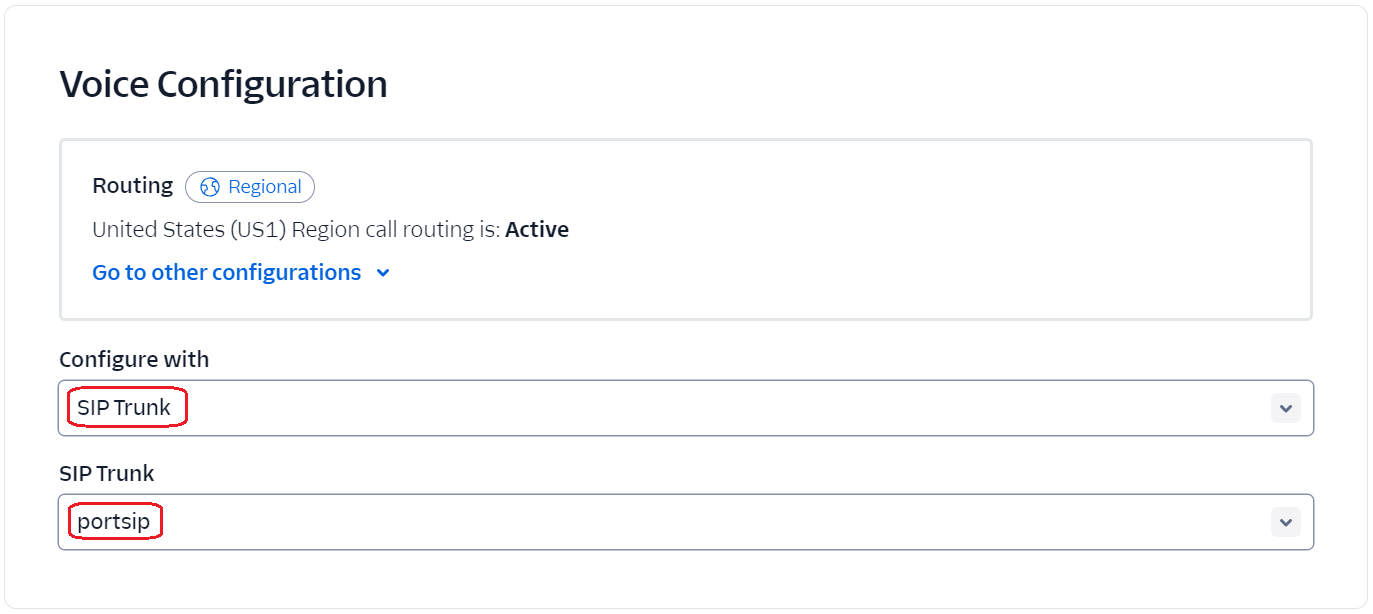 Voice Configuration
Routing Regional
United States (US1) Region call routing is: Active
Go to other configurations
Configure with
SIP Trunk
SIP Trunk
portsip